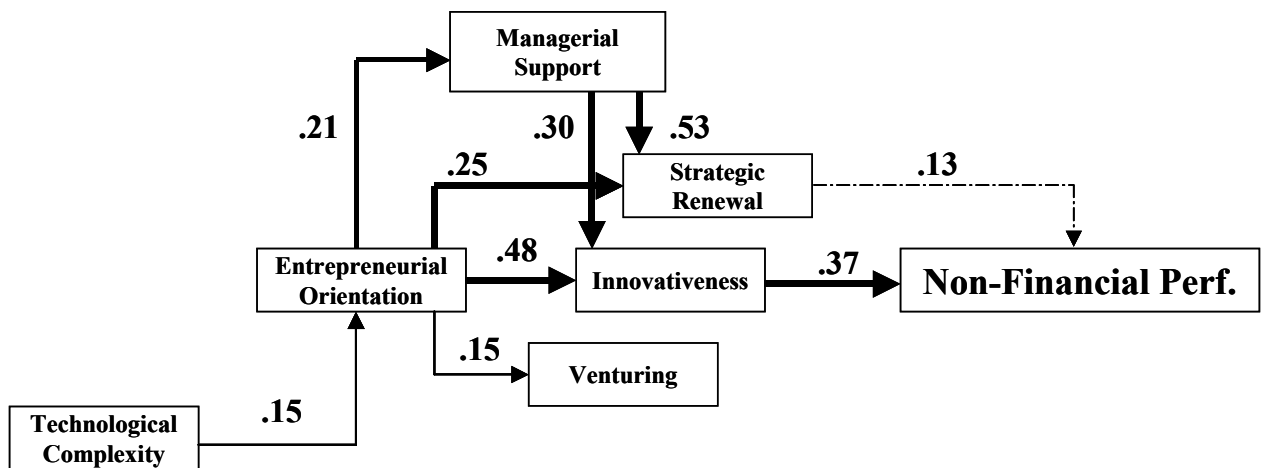 Managerial
Support
.21
.30
.53
.25
Strategic
Renewal
.13
Entrepreneurial
Orientation
.48
Innovativeness
.37
Non-Financial Perf.
.15
Venturing
Technological
Complexity
.15